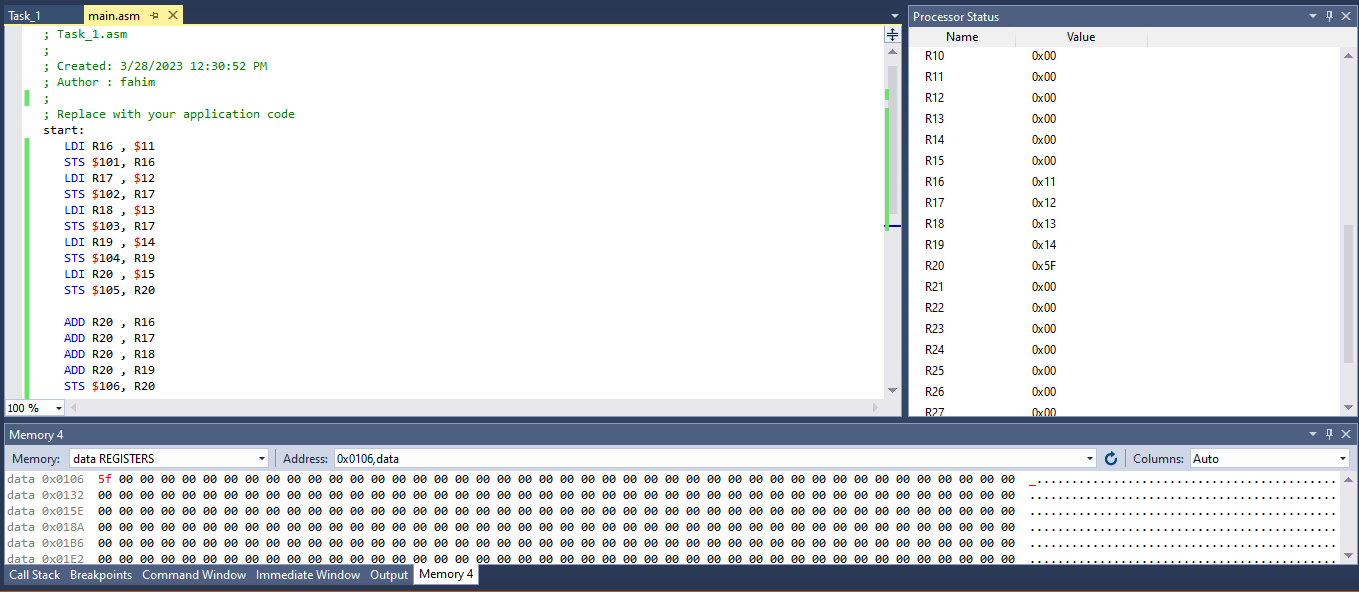 Task_1 main.asm
; Task_1.asm
;
; Created: 3/28/2023 12:30:52 PM
; Author : fahim
;
; Replace with your application code
start:
LDI R16 , $11
STS $101, R16
LDI R17 , $12
STS $102, R17
LDI R18 , $13
STS $103, R17
LDI R19 , $14
STS $104, R19
LDI R20 , $15
STS $105, R20
ADD R20 , R16
ADD R20 , R17
ADD R20 , R18
ADD R20 , R19
STS $106, R20
100 %
Processor Status
Name Value
R10 0x00
R11 0x00
R12 0x00
R13 0x00
R14 0x00
R15 0x00
R16 0x11
R17 0x12
R18 0x13
R19 0x14
R20 0x5F
R21 0x00
R22 0x00
R23 0x00
R24 0x00
R25 0x00
R26 0x00
R27 0x00
Memory 4
Memory: data REGISTERS Address: 0x0106,data Columns: Auto
data 0x0106 5f 00 00 00 00 00 00 00 00 00 00 00 00 00 00 00 00 00 00 00 00 00 00 00 00 00 00 00 00 00 00 00 00 00 00 00 00 00 00 00 00 00 00 00 _...........................................
data 0x0132 00 00 00 00 00 00 00 00 00 00 00 00 00 00 00 00 00 00 00 00 00 00 00 00 00 00 00 00 00 00 00 00 00 00 00 00 00 00 00 00 00 00 00 00 ............................................
data 0x015E 00 00 00 00 00 00 00 00 00 00 00 00 00 00 00 00 00 00 00 00 00 00 00 00 00 00 00 00 00 00 00 00 00 00 00 00 00 00 00 00 00 00 00 00 ............................................
data 0x018A 00 00 00 00 00 00 00 00 00 00 00 00 00 00 00 00 00 00 00 00 00 00 00 00 00 00 00 00 00 00 00 00 00 00 00 00 00 00 00 00 00 00 00 00 ............................................
data 0x01B6 00 00 00 00 00 00 00 00 00 00 00 00 00 00 00 00 00 00 00 00 00 00 00 00 00 00 00 00 00 00 00 00 00 00 00 00 00 00 00 00 00 00 00 00 ............................................
data 0x01E2 00 00 00 00 00 00 00 00 00 00 00 00 00 00 00 00 00 00 00 00 00 00 00 00 00 00 00 00 00 00 00 00 00 00 00 00 00 00 00 00 00 00 00 00 ............................................
Call Stack Breakpoints Command Window Immediate Window Output Memory 4